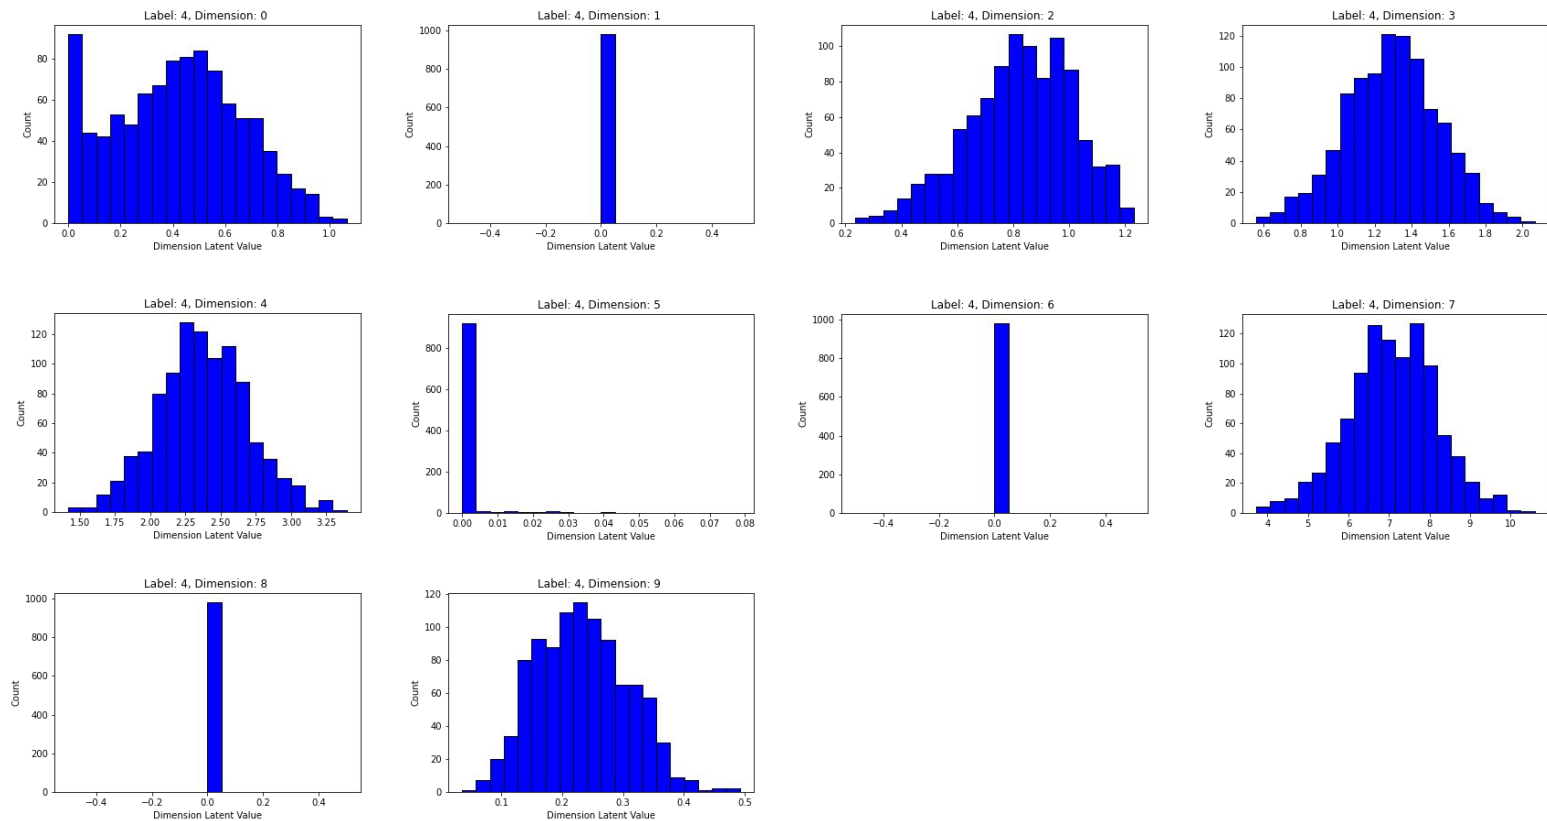 Label: 4, Dimension: 0
Count
80
60
40
20
0
0.0 0.2 0.4 0.6 0.8 1.0
Dimension Latent Value
Label: 4, Dimension: 1
Count
1000
800
600
400
200
0
−0.4 −0.2 0.0 0.2 0.4
Dimension Latent Value
Label: 4, Dimension: 2
Count
100
80
60
40
20
0
0.2 0.4 0.6 0.8 1.0 1.2
Dimension Latent Value
Label: 4, Dimension: 3
Count
120
100
80
60
40
20
0
0.6 0.8 1.0 1.2 1.4 1.6 1.8 2.0
Dimension Latent Value
Label: 4, Dimension: 4
Count
120
100
80
60
40
20
0
1.50 1.75 2.00 2.25 2.50 2.75 3.00 3.25
Dimension Latent Value
Label: 4, Dimension: 5
Count
800
600
400
200
0
0.00 0.01 0.02 0.03 0.04 0.05 0.06 0.07 0.08
Dimension Latent Value
Label: 4, Dimension: 6
Count
1000
800
600
400
200
0
−0.4 −0.2 0.0 0.2 0.4
Dimension Latent Value
Label: 4, Dimension: 7
Count
120
100
80
60
40
20
0
4 5 6 7 8 9 10
Dimension Latent Value
Label: 4, Dimension: 8
Count
1000
800
600
400
200
0
−0.4 −0.2 0.0 0.2 0.4
Dimension Latent Value
Label: 4, Dimension: 9
Count
120
100
80
60
40
20
0
0.1 0.2 0.3 0.4 0.5
Dimension Latent Value